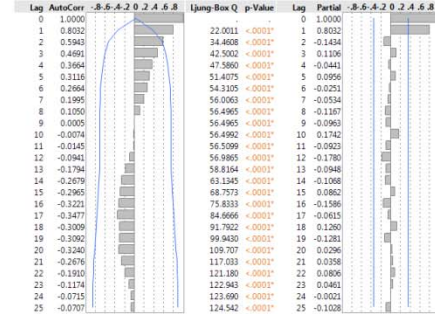 Lag AutoCorr -.8-.6-.4-.2 0 .2 .4 .6 .8 Ljung-Box Q p-Value Lag Partial -.8-.6-.4-.2 0 .2 .4 .6 .8
0 1.0000 . . 0 1.0000
1 0.8032 22.0011 <.0001* 1 0.8032
2 0.5943 34.4608 <.0001* 2 -0.1434
3 0.4691 42.5002 <.0001* 3 0.1106
4 0.3664 47.5860 <.0001* 4 -0.0441
5 0.3116 51.4075 <.0001* 5 0.0956
6 0.2664 54.3105 <.0001* 6 -0.0251
7 0.1995 56.0063 <.0001* 7 -0.0534
8 0.1050 56.4965 <.0001* 8 -0.1167
9 0.0005 56.4965 <.0001* 9 -0.0963
10 -0.0074 56.4992 <.0001* 10 0.1742
11 -0.0145 56.5099 <.0001* 11 -0.0923
12 -0.0941 56.9865 <.0001* 12 -0.1780
13 -0.1794 58.8164 <.0001* 13 -0.0948
14 -0.2679 63.1345 <.0001* 14 -0.1068
15 -0.2965 68.7573 <.0001* 15 0.0862
16 -0.3221 75.8333 <.0001* 16 -0.1586
17 -0.3477 84.6666 <.0001* 17 -0.0615
18 -0.3009 91.7922 <.0001* 18 0.1260
19 -0.3092 99.9430 <.0001* 19 -0.1281
20 -0.3240 109.707 <.0001* 20 0.0296
21 -0.2676 117.033 <.0001* 21 0.0358
22 -0.1910 121.180 <.0001* 22 0.0806
23 -0.1174 122.943 <.0001* 23 0.0461
24 -0.0715 123.690 <.0001* 24 -0.0021
25 -0.0707 124.542 <.0001* 25 -0.1028